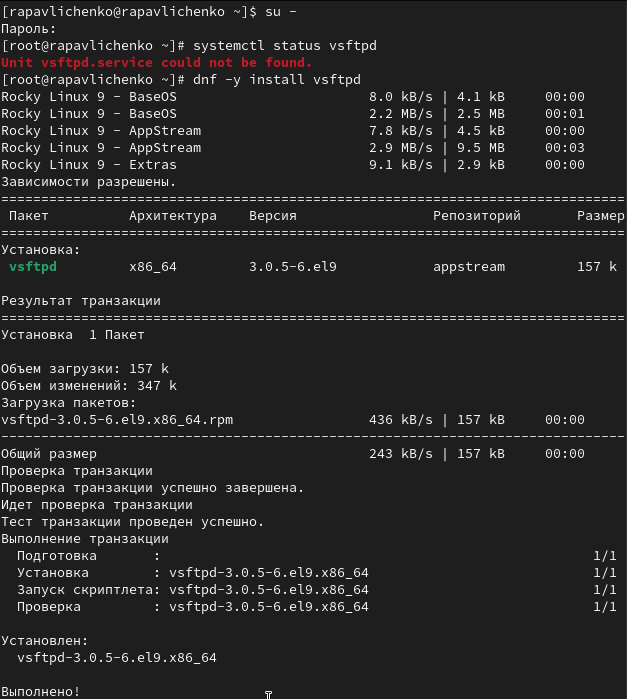 [rapavlichenko@rapavlichenko ~]$ su -
Пароль:
[root@rapavlichenko ~]# systemctl status vsftpd
Unit vsftpd.service could not be found.
[root@rapavlichenko ~]# dnf -y install vsftpd
Rocky Linux 9 - BaseOS 8.0 kB/s | 4.1 kB 00:00
Rocky Linux 9 - BaseOS 2.2 MB/s | 2.5 MB 00:01
Rocky Linux 9 - AppStream 7.8 kB/s | 4.5 kB 00:00
Rocky Linux 9 - AppStream 2.9 MB/s | 9.5 MB 00:03
Rocky Linux 9 - Extras 9.1 kB/s | 2.9 kB 00:00
Зависимости разрешены.
Пакет Архитектура Версия Репозиторий Размер
Установка:
vsftpd x86_64 3.0.5-6.el9 appstream 157 k
Результат транзакции
Установка 1 Пакет
Объем загрузки: 157 k
Объем изменений: 347 k
Загрузка пакетов:
vsftpd-3.0.5-6.el9.x86_64.rpm 436 kB/s | 157 kB 00:00
Общий размер 243 kB/s | 157 kB 00:00
Проверка транзакции
Проверка транзакции успешно завершена.
Идет проверка транзакции
Тест транзакции проведен успешно.
Выполнение транзакции
Подготовка : 1/1
Установка : vsftpd-3.0.5-6.el9.x86_64 1/1
Запуск скриптлета: vsftpd-3.0.5-6.el9.x86_64 1/1
Проверка : vsftpd-3.0.5-6.el9.x86_64 1/1
Установлен:
vsftpd-3.0.5-6.el9.x86_64
Выполнено!